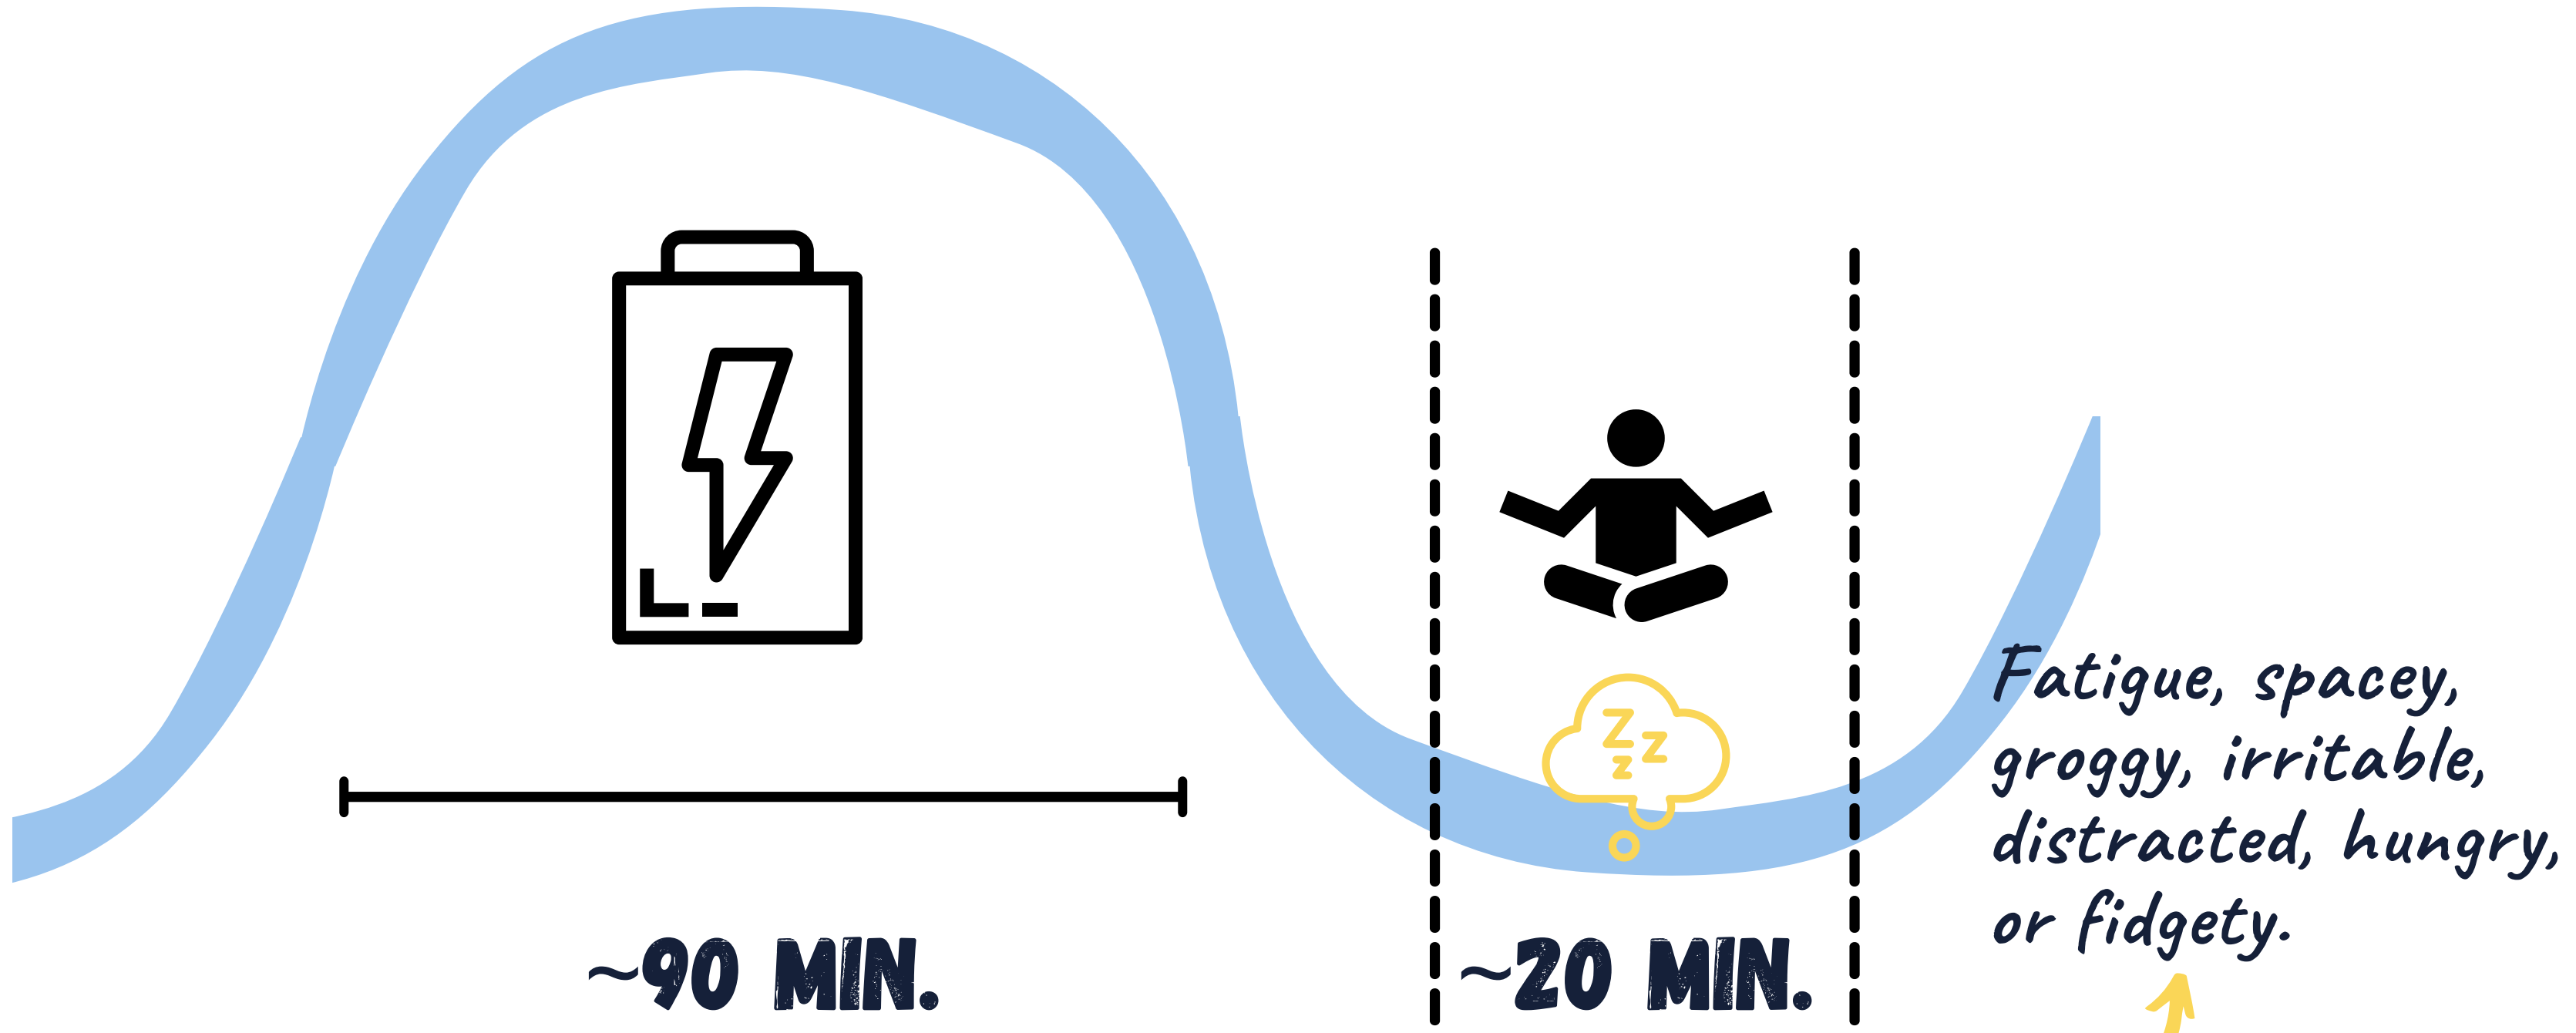 Z z
z
Fatigue, spacey,
groggy, irritable,
distracted, hungry,
or fidgety.
~90 MIN.
~20 MIN.